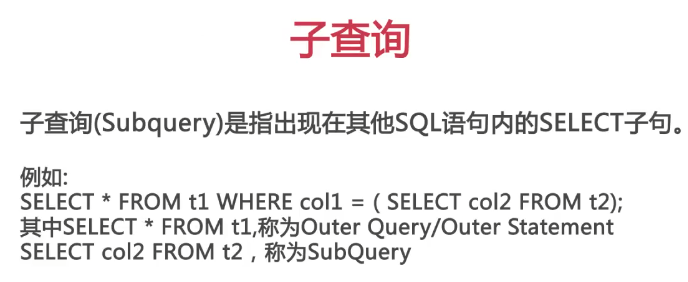 子查询
子查询(Subquery)是指出现在其他SQL语句内的SELECT子句。
例如:
SELECT * FROM t1 WHERE col1 = ( SELECT col2 FROM t2);
其中SELECT * FROM t1,称为Outer Query/Outer Statement
SELECT col2 FROM t2，称为SubQuery